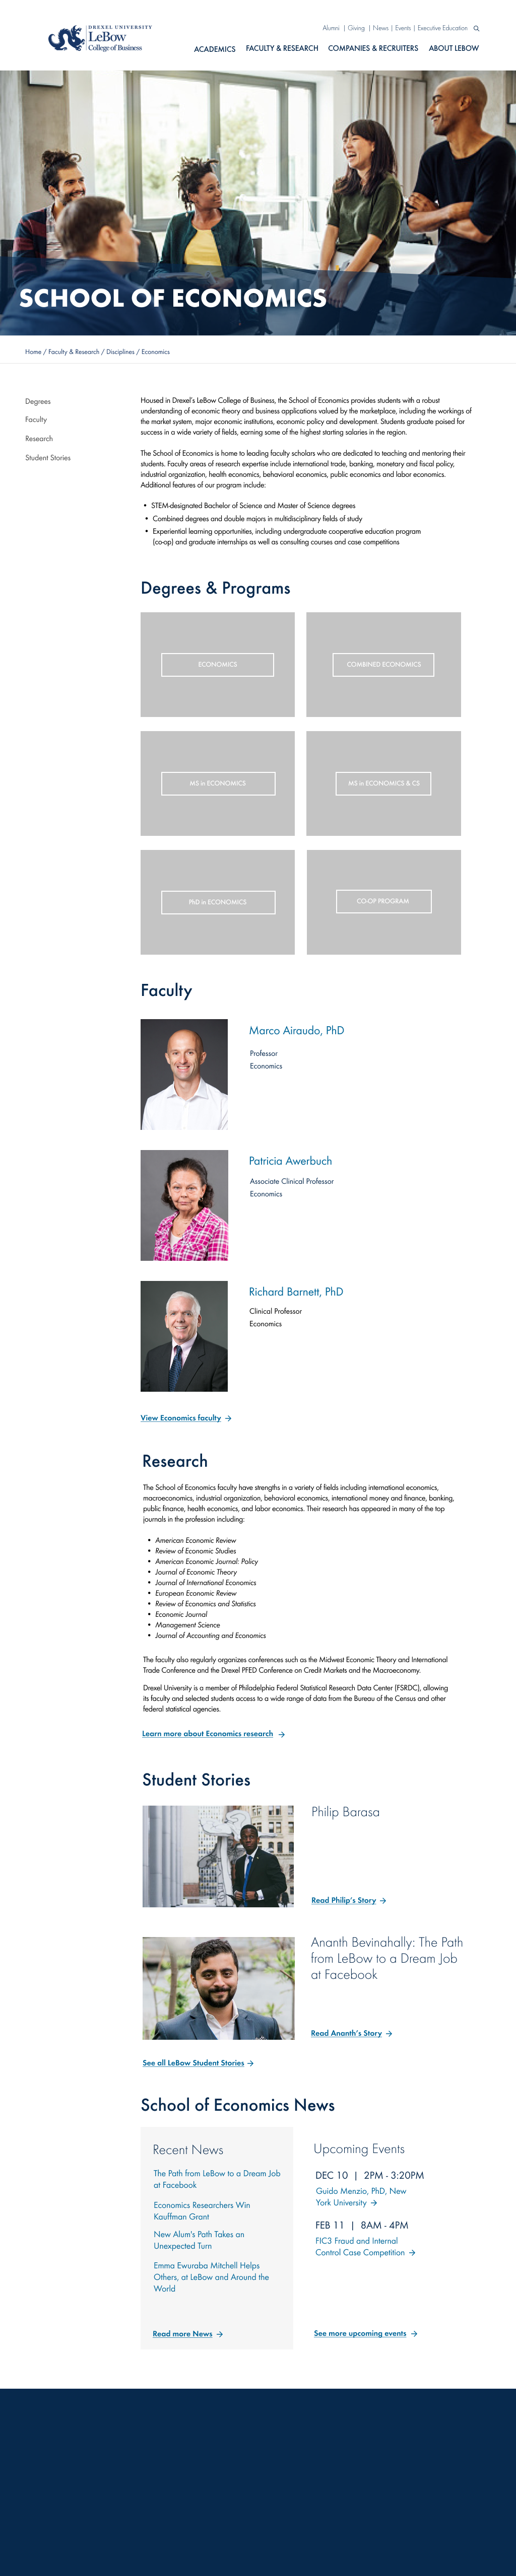 DREXEL UNIVERSITY
LeBow
College of Business
Alumni | Giving | News | Events | Executive Education
ACADEMICS FACULTY & RESEARCH COMPANIES & RECRUITERS ABOUT LEBOW
SCHOOL OF ECONOMICS
Home / Faculty & Research / Disciplines / Economics
Degrees
Faculty
Research
Student Stories
Housed in Drexel's LeBow College of Business, the School of Economics provides students with a robust
understanding of economic theory and business applications valued by the marketplace, including the workings of
the market system, major economic institutions, economic policy and development. Students graduate poised for
success in a wide variety of fields, earning some of the highest starting salaries in the region.
The School of Economics is home to leading faculty scholars who are dedicated to teaching and mentoring their
students. Faculty areas of research expertise include international trade, banking, monetary and fiscal policy,
industrial organization, health economics, behavioral economics, public economics and labor economics.
Additional features of our program include:
• STEM-designated Bachelor of Science and Master of Science degrees
• Combined degrees and double majors in multidisciplinary fields of study
• Experiential learning opportunities, including undergraduate cooperative education program
(co-op) and graduate internships as well as consulting courses and case competitions
Degrees & Programs
ECONOMICS
COMBINED ECONOMICS
MS in ECONOMICS
MS in ECONOMICS & CS
PhD in ECONOMICS
CO-OP PROGRAM
Faculty
Marco Airaudo, PhD
Professor
Economics
Patricia Awerbuch
Associate Clinical Professor
Economics
Richard Barnett, PhD
Clinical Professor
Economics
View Economics faculty →
Research
The School of Economics faculty have strengths in a variety of fields including international economics,
macroeconomics, industrial organization, behavioral economics, international money and finance, banking,
public finance, health economics, and labor economics. Their research has appeared in many of the top
journals in the profession including:
• American Economic Review
• Review of Economic Studies
• American Economic Journal: Policy
• Journal of Economic Theory
• Journal of International Economics
• European Economic Review
• Review of Economics and Statistics
• Economic Journal
• Management Science
• Journal of Accounting and Economics
The faculty also regularly organizes conferences such as the Midwest Economic Theory and International
Trade Conference and the Drexel PFED Conference on Credit Markets and the Macroeconomy.
Drexel University is a member of Philadelphia Federal Statistical Research Data Center (FSRDC), allowing
its faculty and selected students access to a wide range of data from the Bureau of the Census and other
federal statistical agencies.
Learn more about Economics research →
Student Stories
Philip Barasa
Read Philip's Story →
Ananth Bevinahally: The Path
from LeBow to a Dream Job
at Facebook
Read Ananth's Story →
See all LeBow Student Stories →
School of Economics News
Recent News
The Path from LeBow to a Dream Job
at Facebook
Economics Researchers Win
Kauffman Grant
New Alum's Path Takes an
Unexpected Turn
Emma Ewuraba Mitchell Helps
Others, at LeBow and Around the
World
Read more News →
Upcoming Events
DEC 10 | 2PM - 3:20PM
Guido Menzio, PhD, New
York University →
FEB 11 | 8AM - 4PM
FIC3 Fraud and Internal
Control Case Competition →
See more upcoming events →